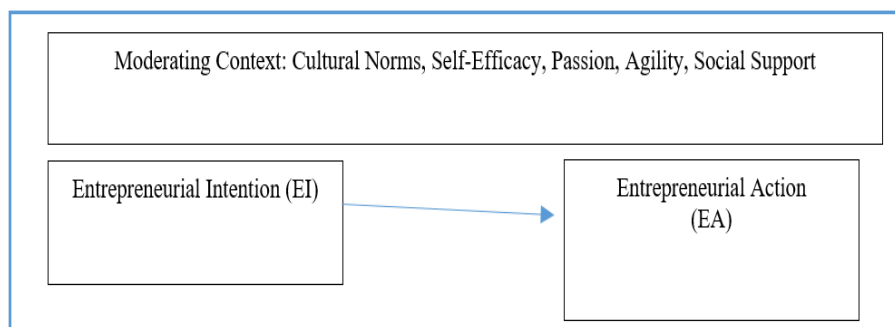 Moderating Context: Cultural Norms, Self-Efficacy, Passion, Agility, Social Support
Entrepreneurial Intention (EI)
Entrepreneurial Action
(EA)